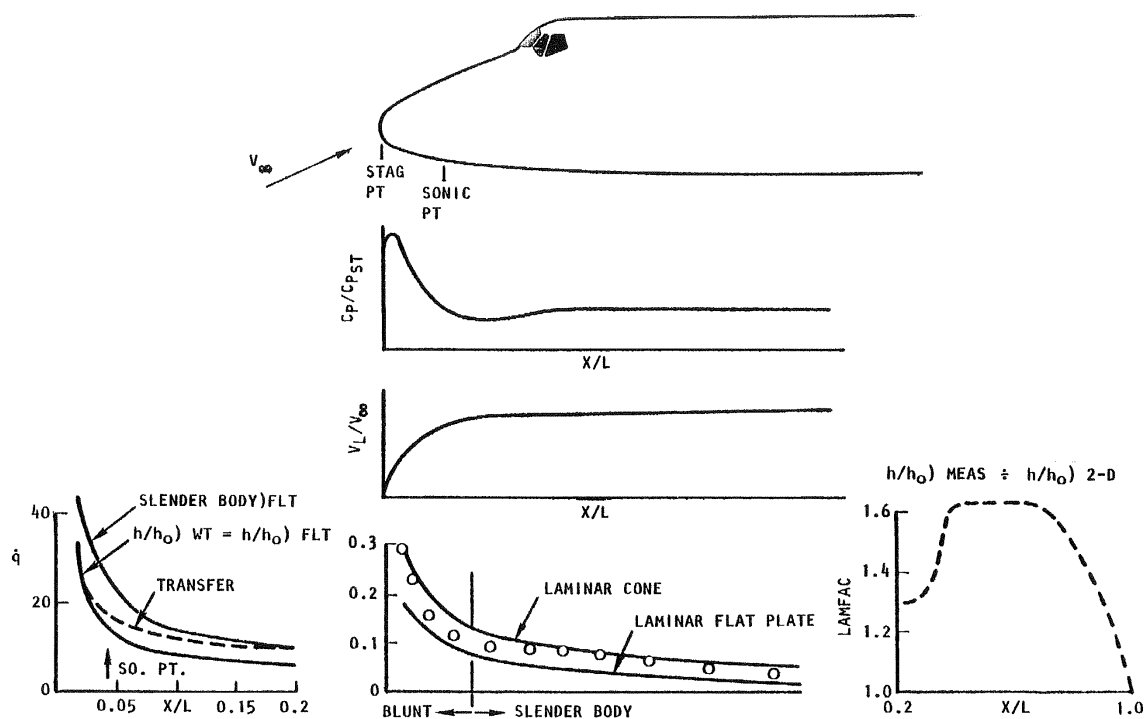 V∞
STAG
PT
SONIC
PT
CP/CPST
X/L
VL/V∞
X/L
SLENDER BODY)FLT
40
h/ho) WT = h/ho) FLT
q̇
TRANSFER
20
SO. PT.
0
0.05 X/L 0.15 0.2
0.3
0.2
LAMINAR CONE
LAMINAR FLAT PLATE
0.1
0
BLUNT SLENDER BODY
h/ho) MEAS ÷ h/ho) 2-D
1.6
1.4
LAMFAC
1.2
1.0
0.2 X/L 1.0